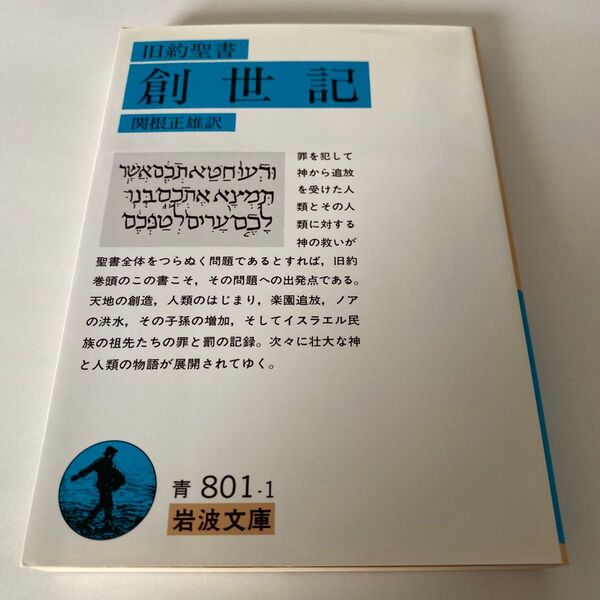 旧約聖書
創世記
関根正雄訳
罪を犯して
神から追放
を受けた人
類とその人
類に対する
神の救いが
聖書全体をつらぬく問題であるとすれば，旧約
巻頭のこの書こそ，その問題への出発点である。
天地の創造，人類のはじまり，楽園追放，ノア
の洪水，その子孫の増加，そしてイスラエル民
族の祖先たちの罪と罰の記録。次々に壮大な神
と人類の物語が展開されてゆく。
青 801-1
岩波文庫